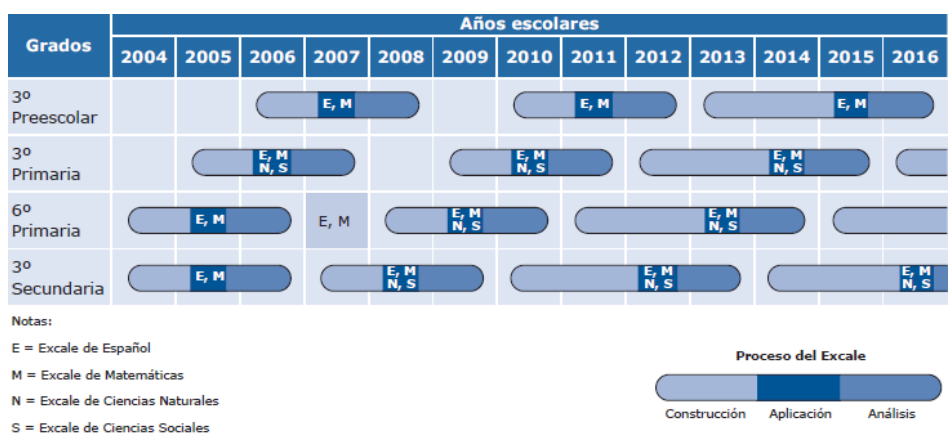 Grados
Años escolares
2004 2005 2006 2007 2008 2009 2010 2011 2012 2013 2014 2015 2016
3º
Preescolar
E, M
E, M
E, M
3º
Primaria
E, M
N, S
E, M
N, S
E, M
N, S
6º
Primaria
E, M
E, M
E, M
N, S
E, M
N, S
3º
Secundaria
E, M
E, M
N, S
E, M
N, S
E, M
N, S
Notas:
E = Excale de Español
M = Excale de Matemáticas
N = Excale de Ciencias Naturales
S = Excale de Ciencias Sociales
Proceso del Excale
Construcción Aplicación Análisis